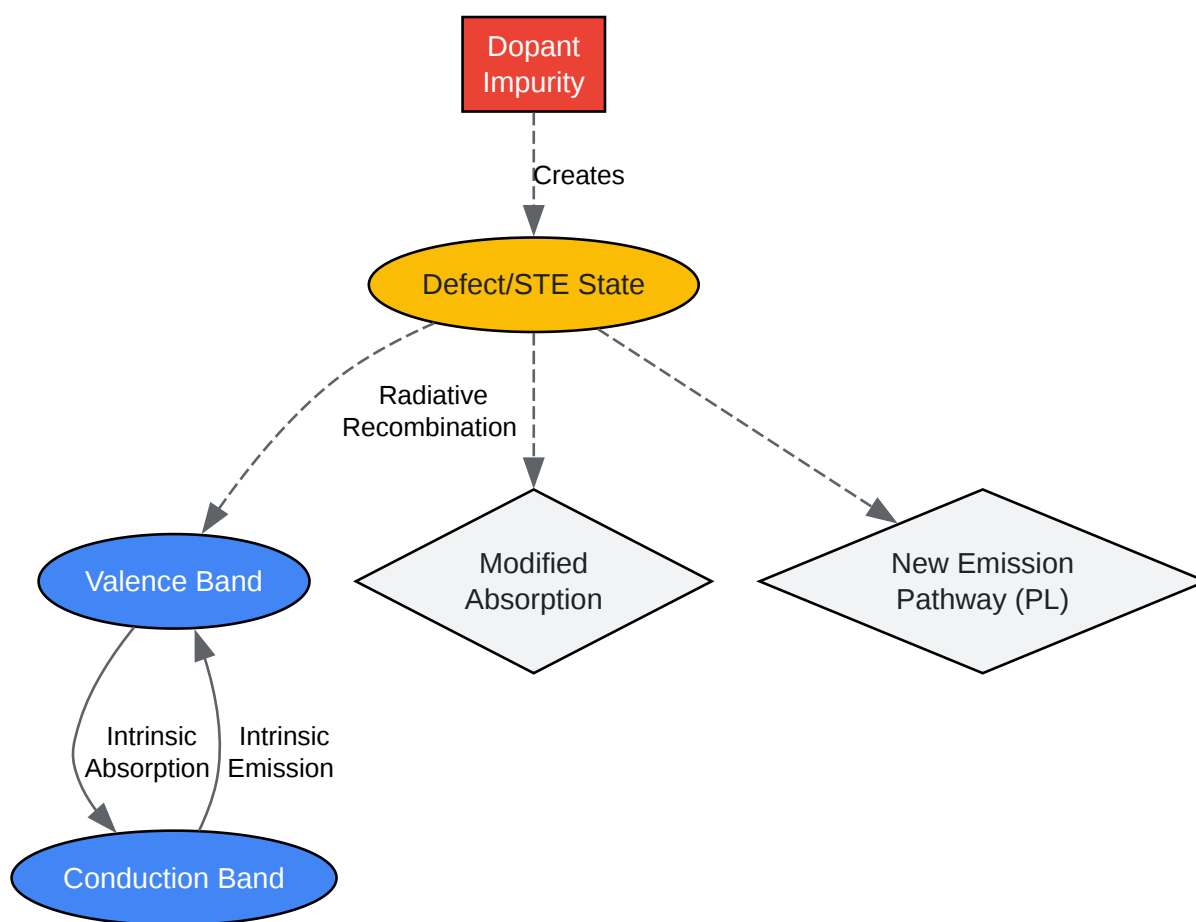 Dopant
Impurity
Creates
Defect/STE State
Radiative
Recombination
Valence Band
Modified
Absorption
New Emission
Pathway (PL)
Intrinsic
Absorption
Intrinsic
Emission
Conduction Band